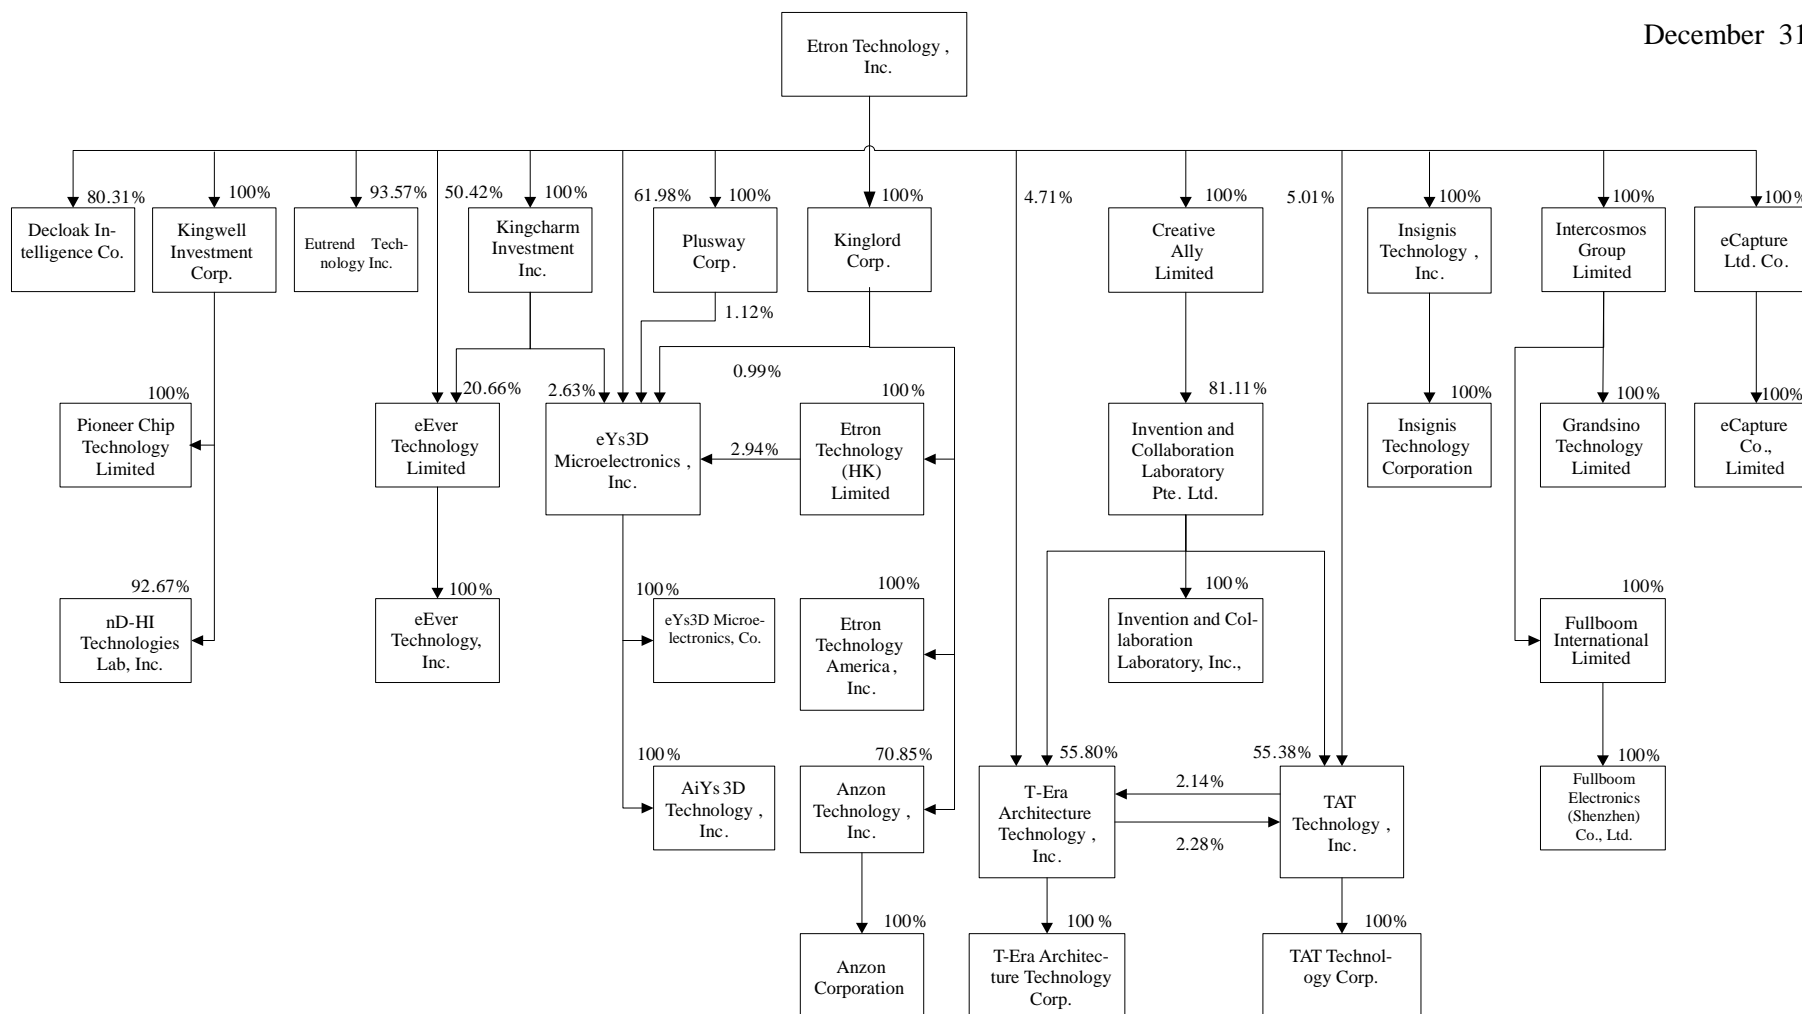 Etron Technology ,
Inc.
December 31
80.31%
100%
93.57%
50.42%
100%
61.98%
100%
100%
4.71%
100%
5.01%
100%
100%
100%
Decloak In-
telligence Co.
Kingwell
Investment
Corp.
Eutrend Tech-
nology Inc.
Kingcharm
Investment
Inc.
Plusway
Corp.
Kinglord
Corp.
Creative
Ally
Limited
Insignis
Technology ,
Inc.
Intercosmos
Group
Limited
eCapture
Ltd. Co.
1.12%
0.99%
100%
20.66%
2.63%
100%
81.11%
100%
100%
100%
Pioneer Chip
Technology
Limited
eEver
Technology
Limited
eYs3D
Microelectronics ,
Inc.
2.94%
Etron
Technology
(HK)
Limited
Invention and
Collaboration
Laboratory
Pte. Ltd.
Insignis
Technology
Corporation
Grandsino
Technology
Limited
eCapture
Co.,
Limited
92.67%
100%
100%
100%
100%
100%
nD-HI
Technologies
Lab, Inc.
eEver
Technology,
Inc.
eYs3D Microe-
lectronics, Co.
Etron
Technology
America ,
Inc.
Invention and Col-
laboration
Laboratory, Inc.,
Fullboom
International
Limited
100%
70.85%
55.80%
55.38%
100%
AiYs 3D
Technology ,
Inc.
Anzon
Technology ,
Inc.
T-Era
Architecture
Technology ,
Inc.
2.14%
2.28%
TAT
Technology ,
Inc.
Fullboom
Electronics
(Shenzhen)
Co., Ltd.
100%
100 %
100%
Anzon
Corporation
T-Era Architec-
ture Technology
Corp.
TAT Technol-
ogy Corp.